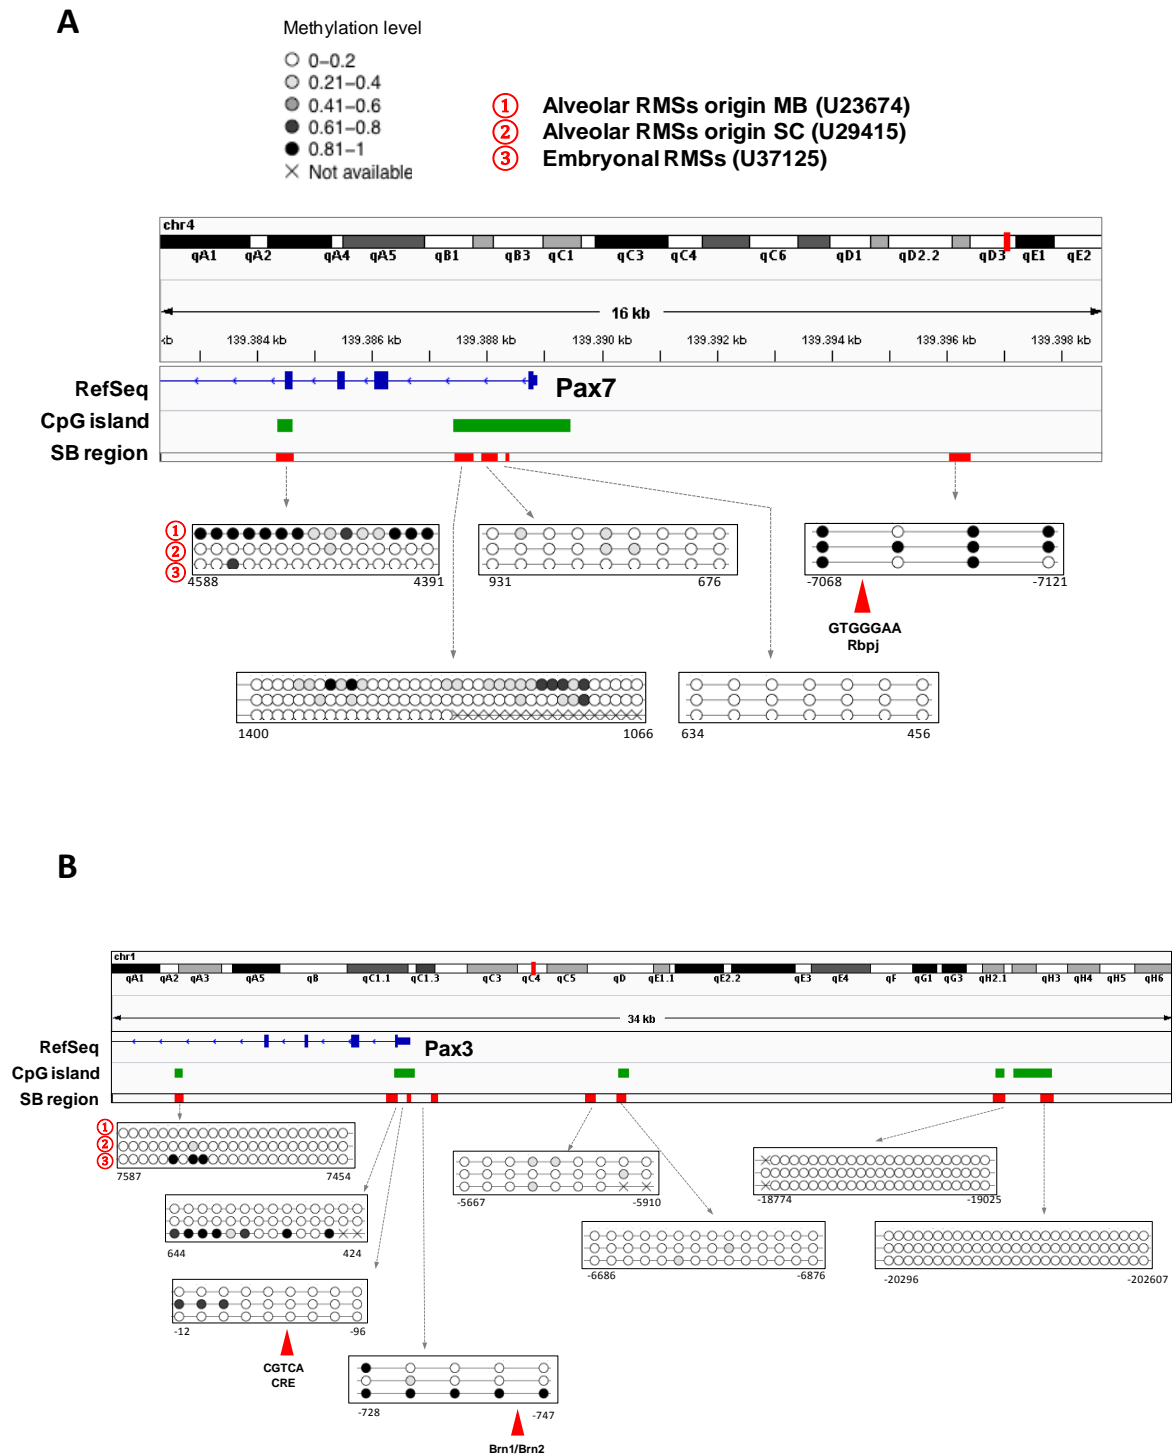 A
Methylation level
0–0.2
0.21–0.4
0.41–0.6
0.61–0.8
0.81–1
Not available
① Alveolar RMSs origin MB (U23674)
② Alveolar RMSs origin SC (U29415)
③ Embryonal RMSs (U37125)
chr4
qA1 qA2 qA4 qA5 qB1 qB3 qC1 qC3 qC4 qC6 qD1 qD2.2 qD3 qE1 qE2
16 kb
kb 139.384 kb 139.386 kb 139.388 kb 139.390 kb 139.392 kb 139.394 kb 139.396 kb 139.398 kb
RefSeq Pax7
CpG island
SB region
①
②
③
4588 4391
931 676
-7068 -7121
GTGGGAA
Rbpj
1400 1066
634 456
B
chr1
qA1 qA2 qA3 qA5 qB qC1.1 qC1.3 qC3 qC4 qC5 qD qE1.1 qE2.2 qE3 qE4 qF qG1 qG3 qH2.1 qH3 qH4 qH5 qH6
34 kb
RefSeq Pax3
CpG island
SB region
①
②
③
7587 7454
-5667 -5910
-18774 -19025
644 424
-6686 -6876
-20296 -202607
-12 -96
CGTCA
CRE
-728 -747
Brn1/Brn2